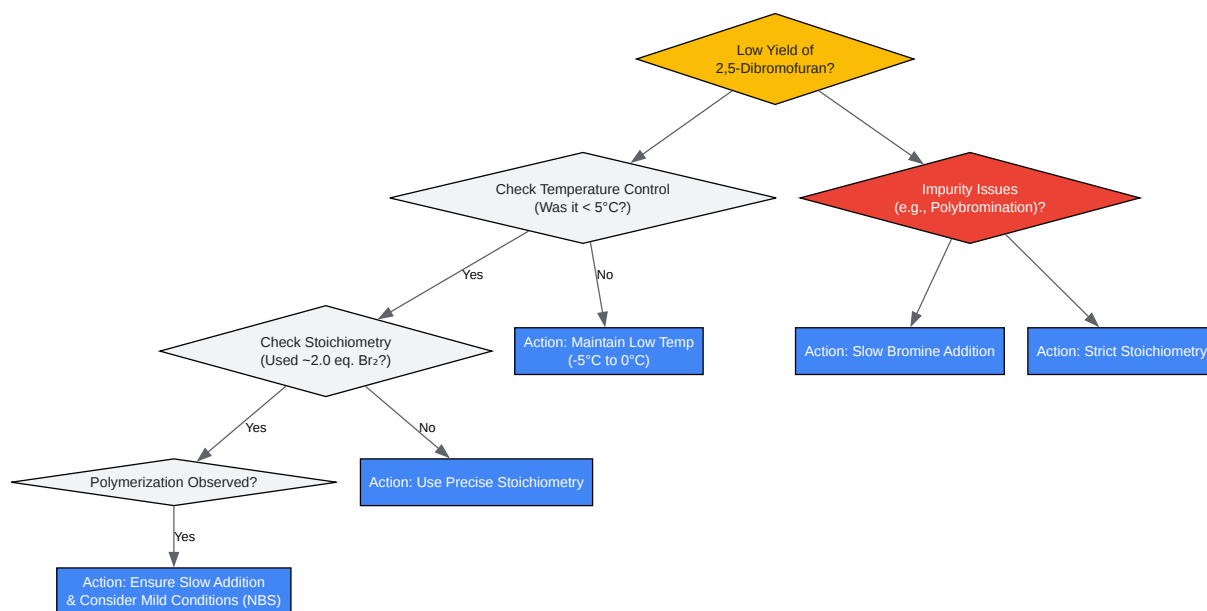 Low Yield of
2,5-Dibromofuran?
Check Temperature Control
(Was it < 5°C?)
Impurity Issues
(e.g., Polybromination)?
Yes
No
Check Stoichiometry
(Used ~2.0 eq. Br₂?)
Action: Maintain Low Temp
(-5°C to 0°C)
Action: Slow Bromine Addition
Action: Strict Stoichiometry
Yes
No
Polymerization Observed?
Action: Use Precise Stoichiometry
Yes
Action: Ensure Slow Addition
& Consider Mild Conditions (NBS)